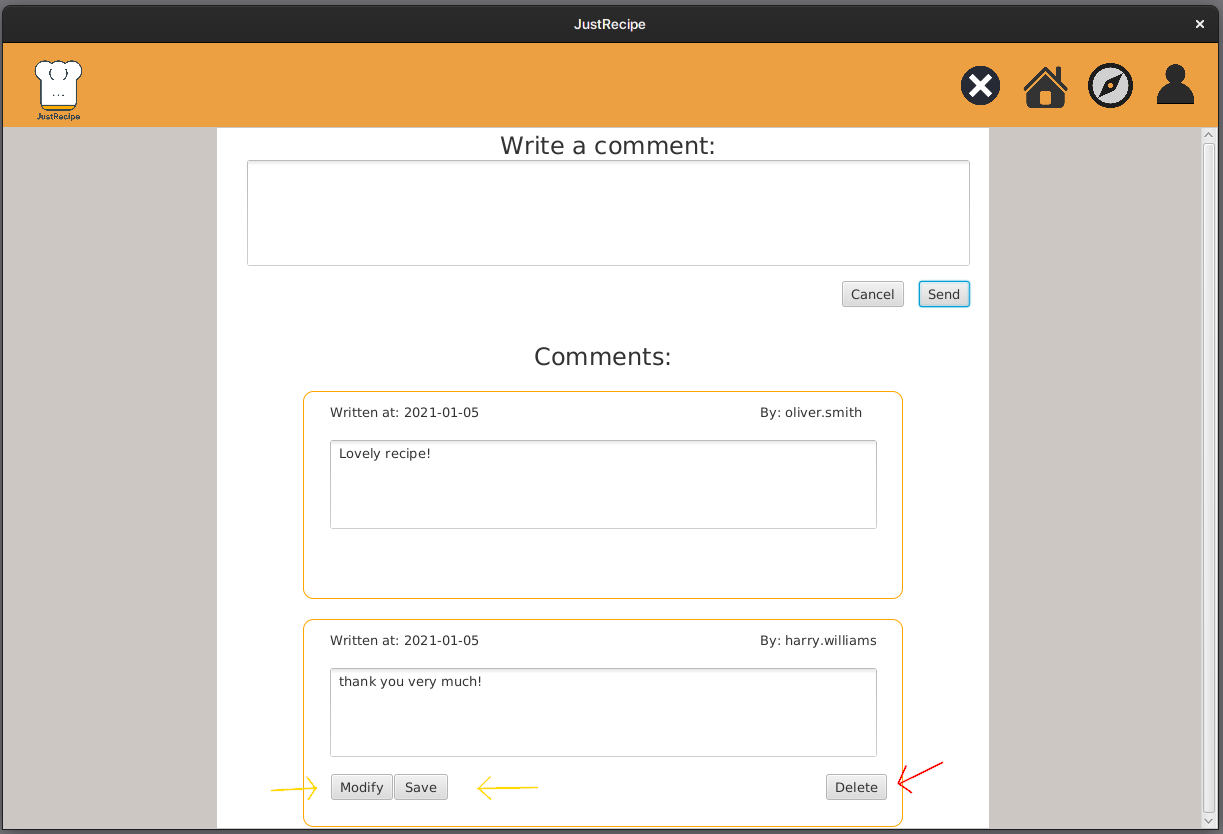 JustRecipe
JustRecipe
Write a comment:
Cancel Send
Comments:
Written at: 2021-01-05 By: oliver.smith
Lovely recipe!
Written at: 2021-01-05 By: harry.williams
thank you very much!
Modify Save Delete